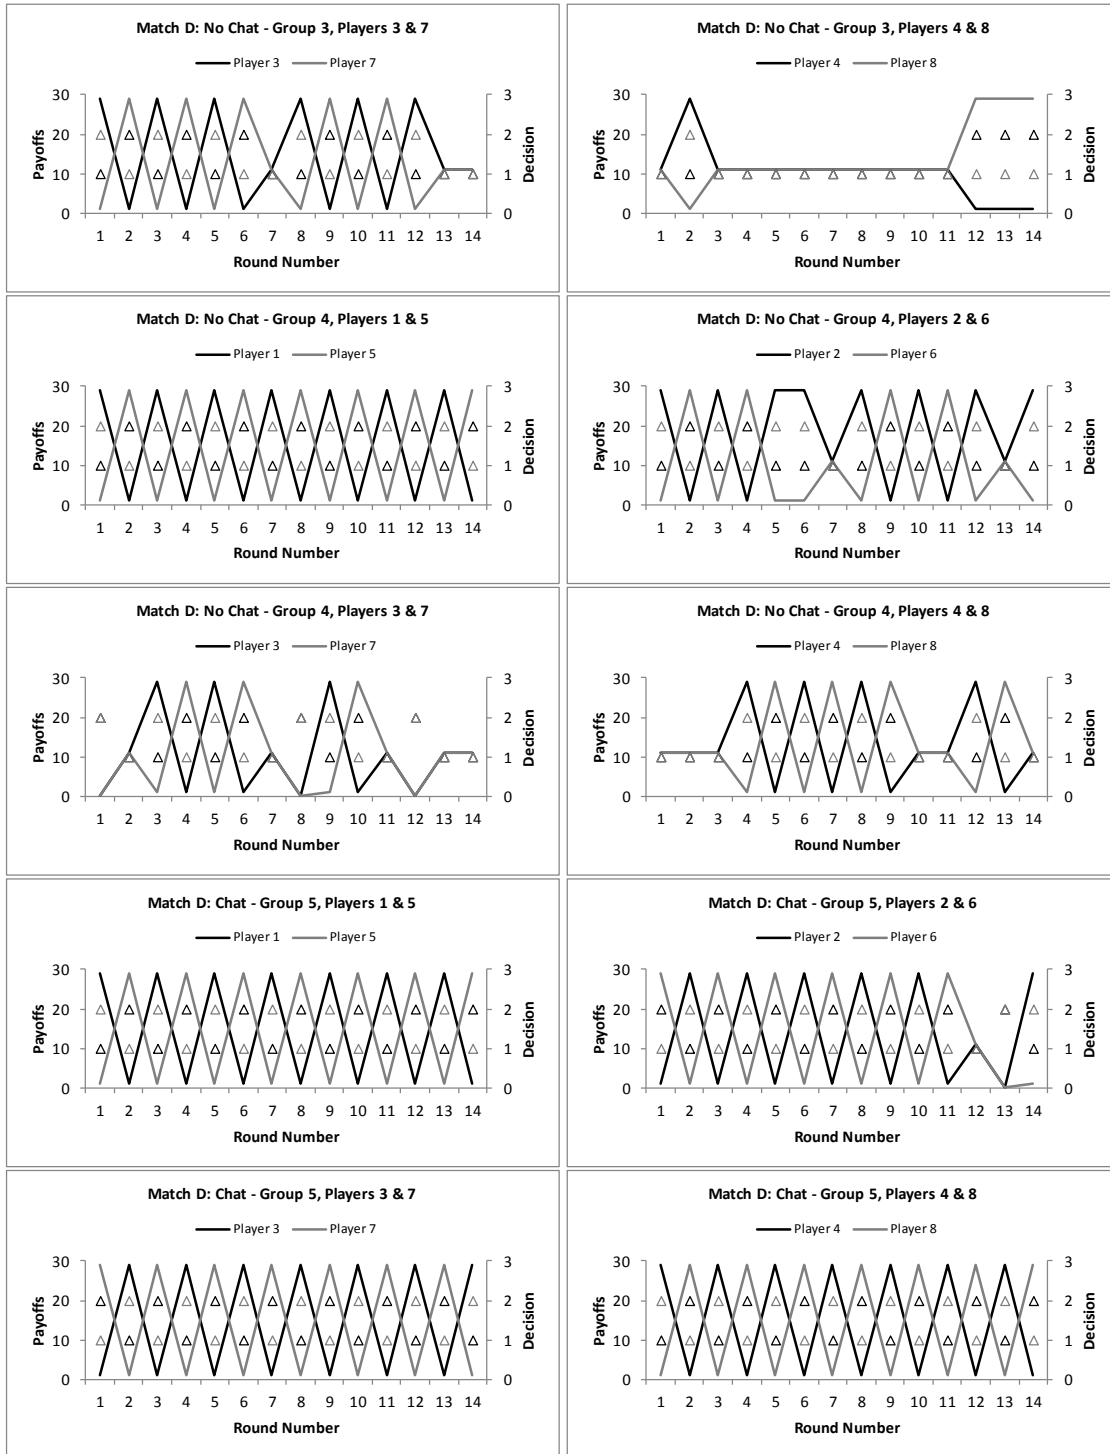 Match D: No Chat - Group 3, Players 3 & 7
Player 3 Player 7
Payoffs
30
20
10
0
3
2
1
0
Decision
1 2 3 4 5 6 7 8 9 10 11 12 13 14
Round Number
Match D: No Chat - Group 3, Players 4 & 8
Player 4 Player 8
Payoffs
30
20
10
0
3
2
1
0
Decision
1 2 3 4 5 6 7 8 9 10 11 12 13 14
Round Number
Match D: No Chat - Group 4, Players 1 & 5
Player 1 Player 5
Payoffs
30
20
10
0
3
2
1
0
Decision
1 2 3 4 5 6 7 8 9 10 11 12 13 14
Round Number
Match D: No Chat - Group 4, Players 2 & 6
Player 2 Player 6
Payoffs
30
20
10
0
3
2
1
0
Decision
1 2 3 4 5 6 7 8 9 10 11 12 13 14
Round Number
Match D: No Chat - Group 4, Players 3 & 7
Player 3 Player 7
Payoffs
30
20
10
0
3
2
1
0
Decision
1 2 3 4 5 6 7 8 9 10 11 12 13 14
Round Number
Match D: No Chat - Group 4, Players 4 & 8
Player 4 Player 8
Payoffs
30
20
10
0
3
2
1
0
Decision
1 2 3 4 5 6 7 8 9 10 11 12 13 14
Round Number
Match D: Chat - Group 5, Players 1 & 5
Player 1 Player 5
Payoffs
30
20
10
0
3
2
1
0
Decision
1 2 3 4 5 6 7 8 9 10 11 12 13 14
Round Number
Match D: Chat - Group 5, Players 2 & 6
Player 2 Player 6
Payoffs
30
20
10
0
3
2
1
0
Decision
1 2 3 4 5 6 7 8 9 10 11 12 13 14
Round Number
Match D: Chat - Group 5, Players 3 & 7
Player 3 Player 7
Payoffs
30
20
10
0
3
2
1
0
Decision
1 2 3 4 5 6 7 8 9 10 11 12 13 14
Round Number
Match D: Chat - Group 5, Players 4 & 8
Player 4 Player 8
Payoffs
30
20
10
0
3
2
1
0
Decision
1 2 3 4 5 6 7 8 9 10 11 12 13 14
Round Number